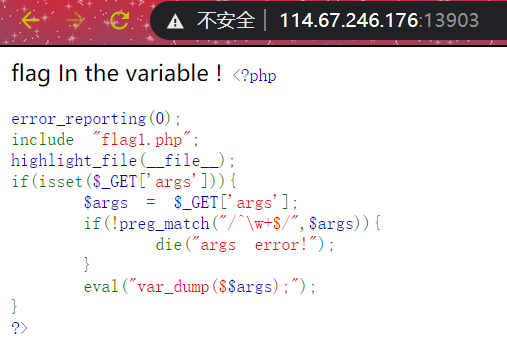 不安全 | 114.67.246.176:13903
flag In the variable ! <?php
error_reporting(0);
include "flag1.php";
highlight_file(__file__);
if(isset($_GET['args'])){
        $args = $_GET['args'];
        if(!preg_match("/^\w+$/",$args)){
                die("args error!");
        }
        eval("var_dump($$args);");
}
?>